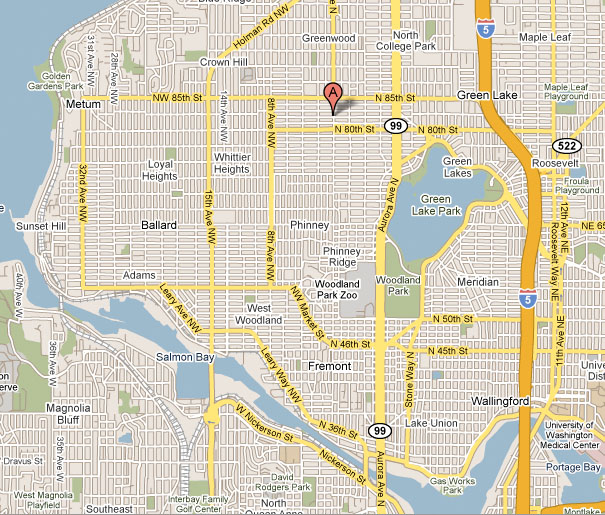 Blue Ridge
Holman Rd NW
N
Greenwood
North
College Park
5
Maple Leaf
31st Ave NW
28th Ave NW
Crown Hill
Golden
Gardens Park
Metum
NW 85th St
14th Ave NW
8th Ave NW
A
N 85th St
Green Lake
Maple Leaf
Playground
N 80th St
99
N 80th St
522
Loyal
Heights
Whittier
Heights
Green
Lakes
Roosevelt
Froula
Playground
32nd Ave NW
15th Ave NW
Aurora Ave N
Green
Lake Park
12th Ave NE
Roosevelt Way NE
Sunset Hill
Ballard
Phinney
NE 65
8th Ave NW
Phinney
Ridge
Adams
Woodland
Park Zoo
Woodland
Park
Meridian
40th Ave W
Leary Ave NW
West
Woodland
NW Market St
5
N 50th St
11th Ave NE
36th Ave W
N 46th St
N 45th St
Salmon Bay
Leary Way NW
Fremont
Stone Way N
Univer
Dist
erve
Magnolia
Bluff
W Nickerson St
N 36th St
99
Wallingford
Lake Union
University of
Washington
Medical Center
35th Ave W
W Dravus St
Nickerson St
Aurora Ave N
Gas Works
Park
Portage Bay
West Magnolia
Playfield
Interbay Family
Golf Center
David
Rodgers Park
Southeast
North
Queen Anne
Montlake